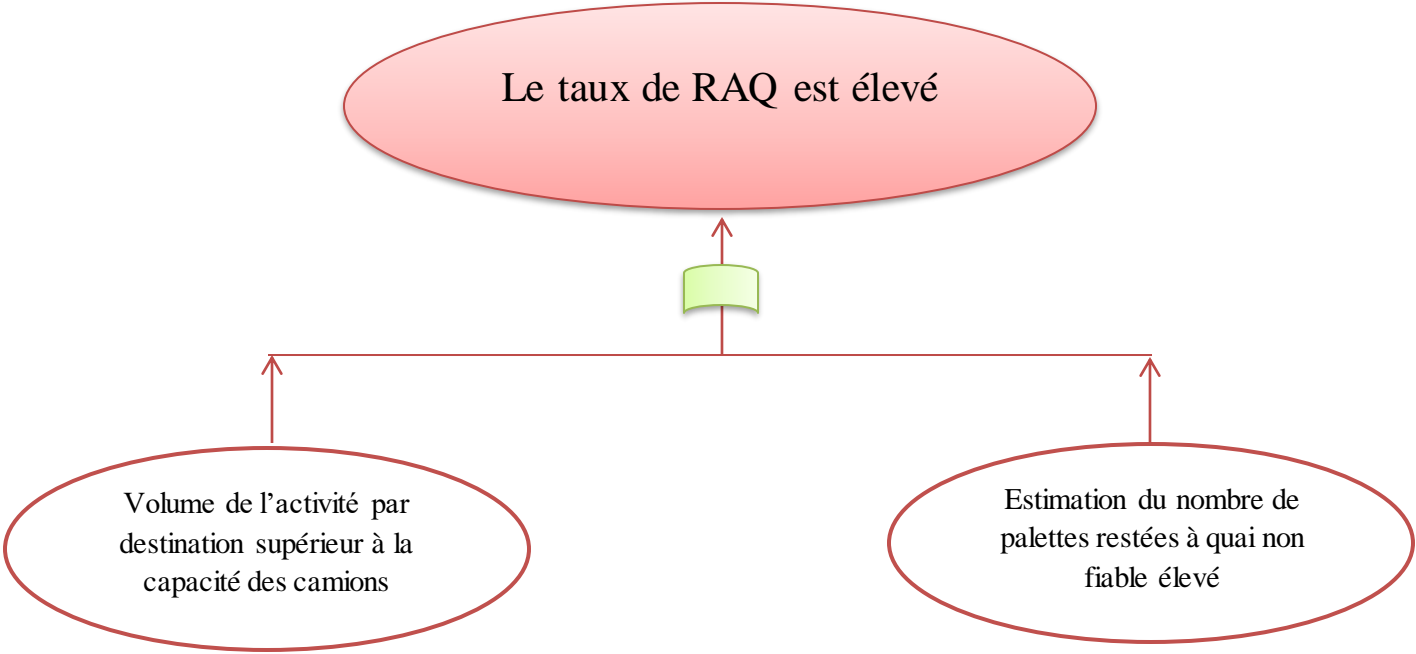 Le taux de RAQ est élevé
Volume de l’activité par
destination supérieur à la
capacité des camions
Estimation du nombre de
palettes restées à quai non
fiable élevé